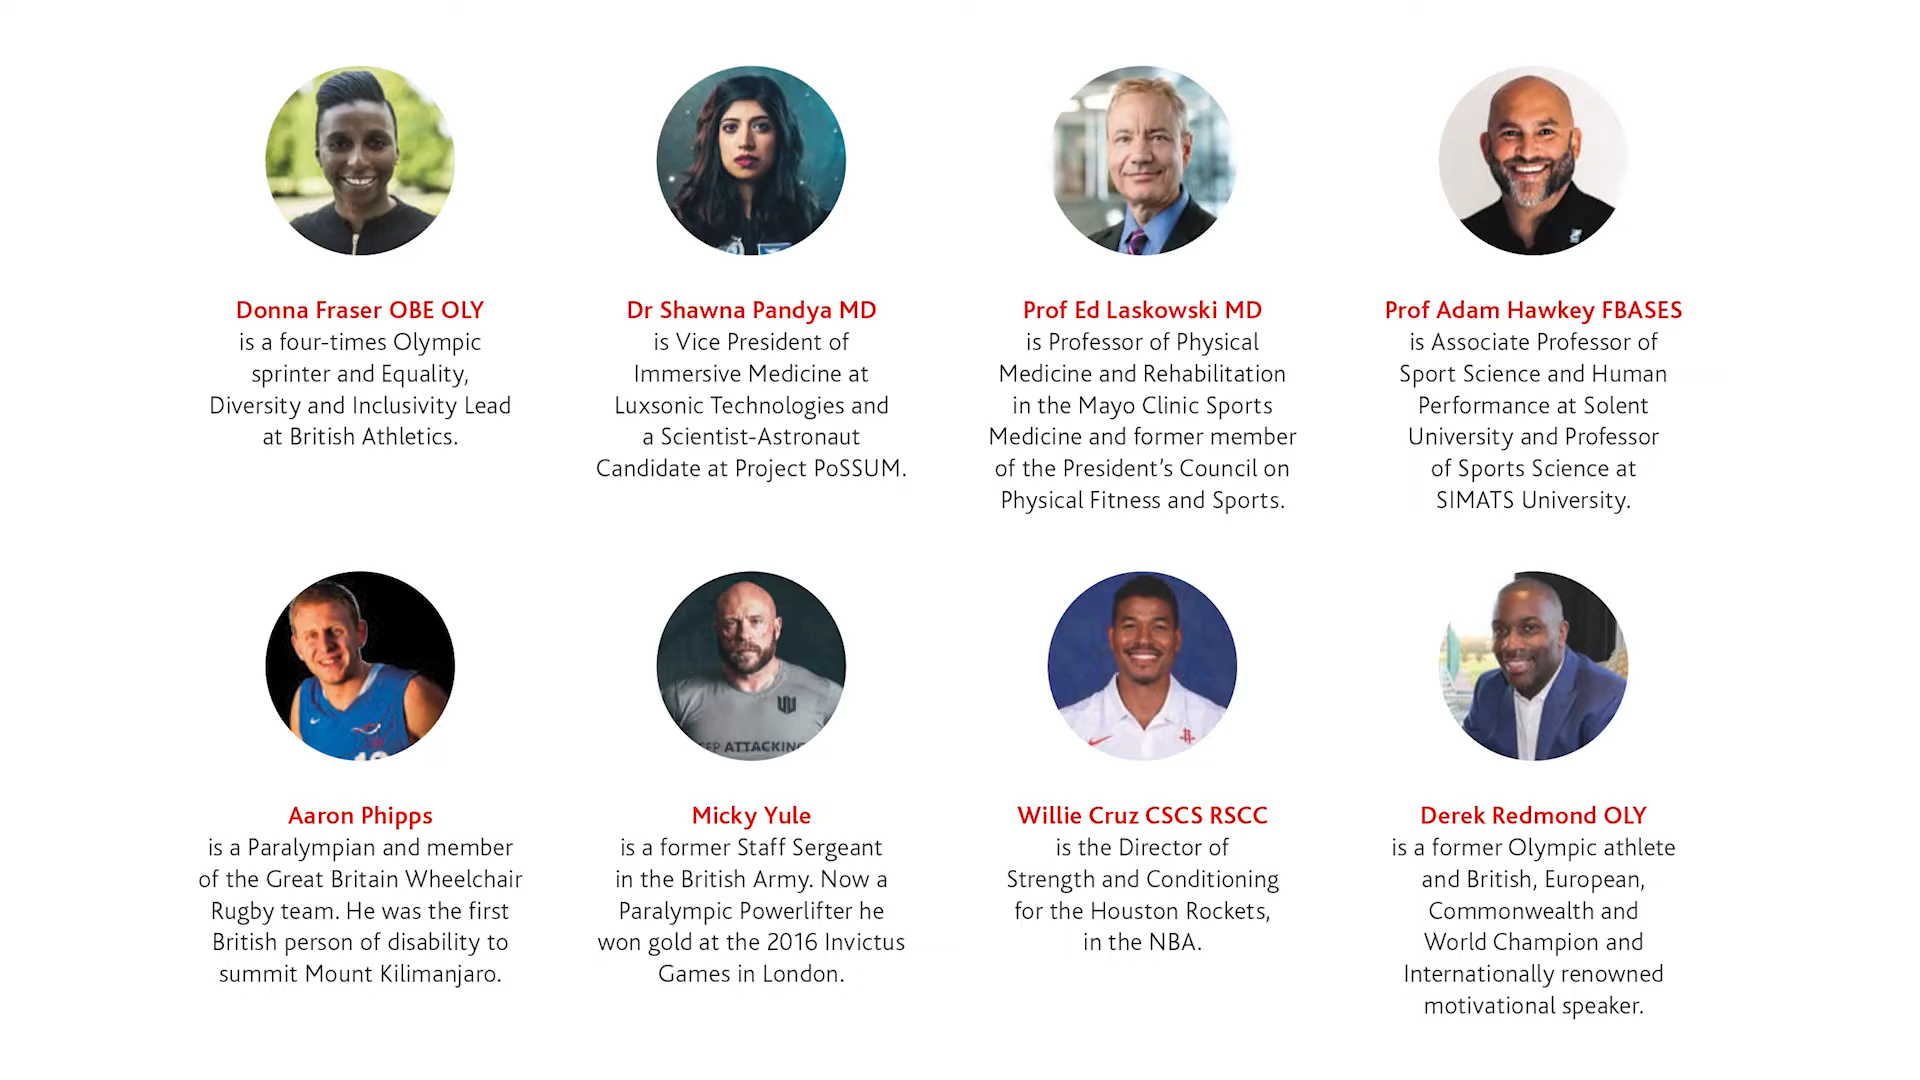 Donna Fraser OBE OLY
is a four-times Olympic
sprinter and Equality,
Diversity and Inclusivity Lead
at British Athletics.
Dr Shawna Pandya MD
is Vice President of
Immersive Medicine at
Luxsonic Technologies and
a Scientist-Astronaut
Candidate at Project PoSSUM.
Prof Ed Laskowski MD
is Professor of Physical
Medicine and Rehabilitation
in the Mayo Clinic Sports
Medicine and former member
of the President’s Council on
Physical Fitness and Sports.
Prof Adam Hawkey FBASES
is Associate Professor of
Sport Science and Human
Performance at Solent
University and Professor
of Sports Science at
SIMATS University.
ATTACKING
Aaron Phipps
is a Paralympian and member
of the Great Britain Wheelchair
Rugby team. He was the first
British person of disability to
summit Mount Kilimanjaro.
Micky Yule
is a former Staff Sergeant
in the British Army. Now a
Paralympic Powerlifter he
won gold at the 2016 Invictus
Games in London.
Willie Cruz CSCS RSCC
is the Director of
Strength and Conditioning
for the Houston Rockets,
in the NBA.
Derek Redmond OLY
is a former Olympic athlete
and British, European,
Commonwealth and
World Champion and
Internationally renowned
motivational speaker.